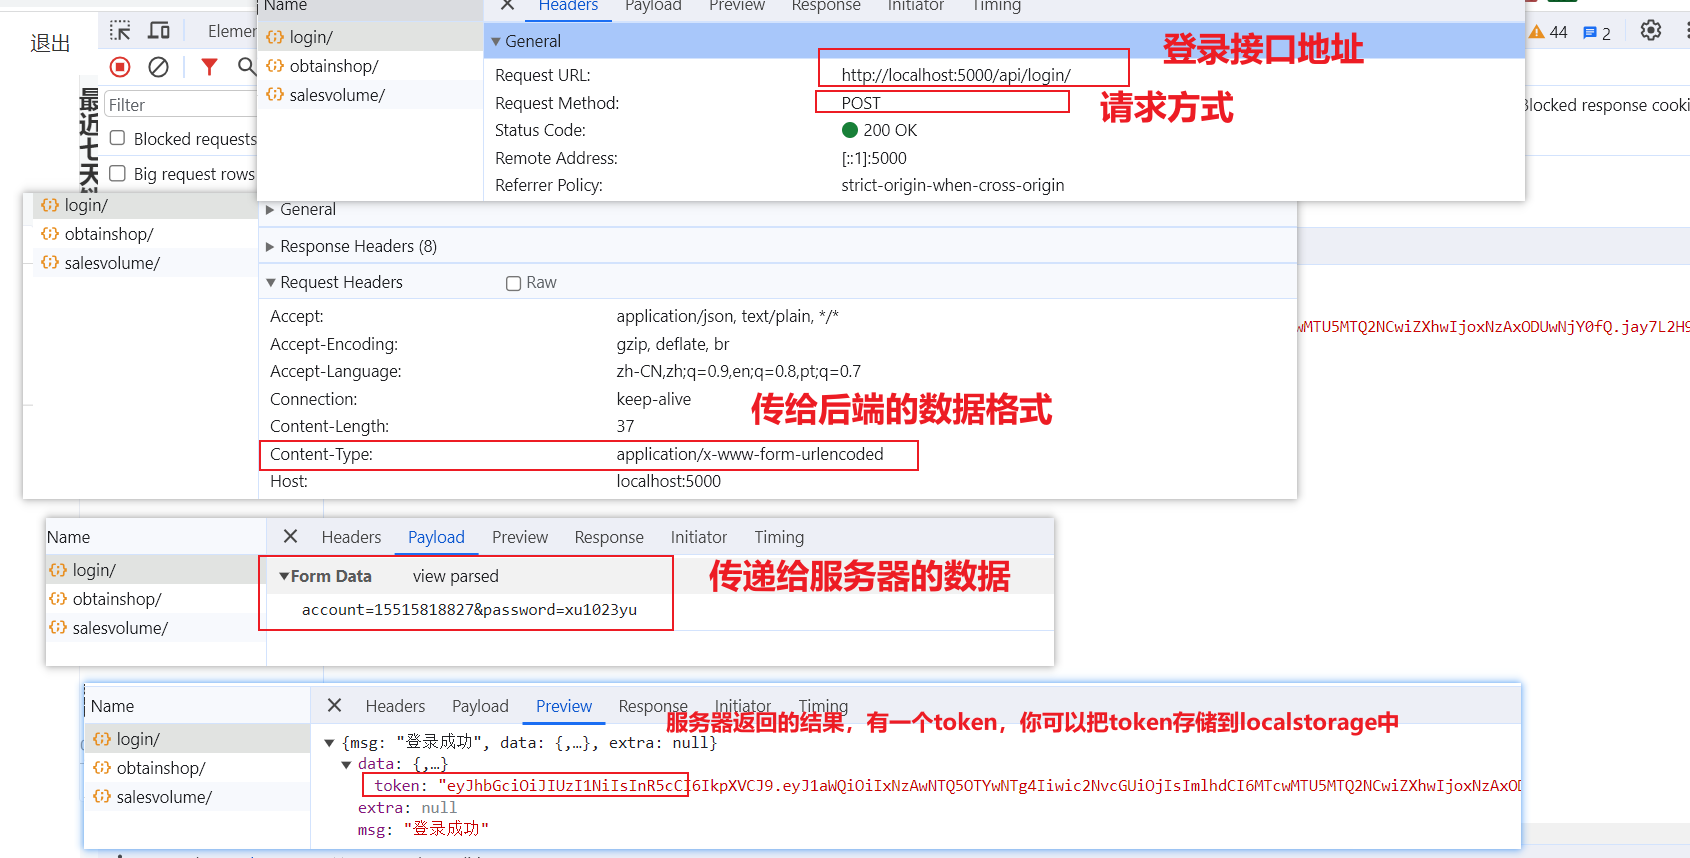 退出
Elemen
44
2
Filter
Blocked requests
Big request rows
Blocked response cooki
最近七天
Name
Headers
Payload
Preview
Response
Initiator
Timing
login/
obtainshop/
salesvolume/
General
Request URL:
http://localhost:5000/api/login/
登录接口地址
Request Method:
POST
请求方式
Status Code:
200 OK
Remote Address:
[::1]:5000
Referrer Policy:
strict-origin-when-cross-origin
login/
obtainshop/
salesvolume/
General
Response Headers (8)
Request Headers
Raw
Accept:
application/json, text/plain, */*
Accept-Encoding:
gzip, deflate, br
Accept-Language:
zh-CN,zh;q=0.9,en;q=0.8,pt;q=0.7
Connection:
keep-alive
传给后端的数据格式
Content-Length:
37
Content-Type:
application/x-www-form-urlencoded
Host:
localhost:5000
wMTU5MTQ2NCwiZXhwIjoxNzAxODUwNjY0fQ.jay7L2H9
Name
Headers
Payload
Preview
Response
Initiator
Timing
login/
obtainshop/
salesvolume/
Form Data
view parsed
传递给服务器的数据
account=15515818827&password=xu1023yu
Name
Headers
Payload
Preview
Response
Initiator
Timing
服务器返回的结果，有一个token，你可以把token存储到localstorage中
login/
obtainshop/
salesvolume/
{msg: "登录成功", data: {,…}, extra: null}
data: {,…}
token: "eyJhbGciOiJIUzI1NiIsInR5cCI6IkpXVCJ9.eyJ1aWQiOiIxNzAwNTQ5OTYwNTg4Iiwic2NvcGUiOjIsImlhdCI6MTcwMTU5MTQ2NCwiZXhwIjoxNzAxOD
extra: null
msg: "登录成功"